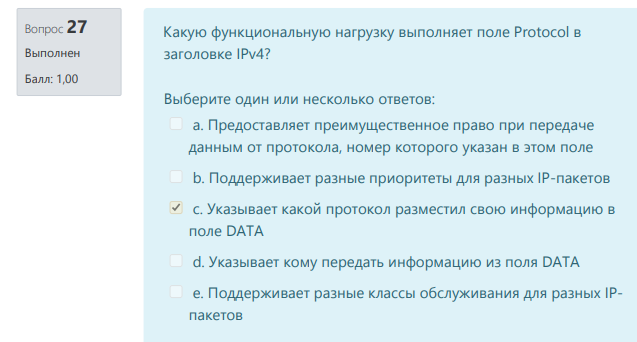 Вопрос 27
Выполнен
Балл: 1,00
Какую функциональную нагрузку выполняет поле Protocol в
заголовке IPv4?
Выберите один или несколько ответов:
a. Предоставляет преимущественное право при передаче
данным от протокола, номер которого указан в этом поле
b. Поддерживает разные приоритеты для разных IP-пакетов
c. Указывает какой протокол разместил свою информацию в
поле DATA
d. Указывает кому передать информацию из поля DATA
e. Поддерживает разные классы обслуживания для разных IP-
пакетов